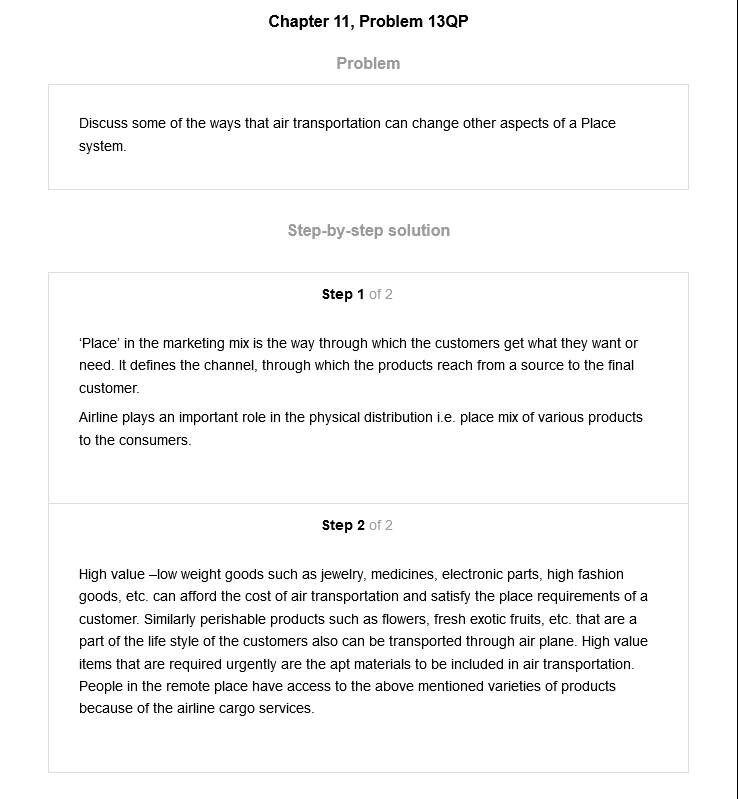 Chapter 11, Problem 13QP
Problem
Discuss some of the ways that air transportation can change other aspects of a Place
system.
Step-by-step solution
Step 1 of 2
‘Place’ in the marketing mix is the way through which the customers get what they want or
need. It defines the channel, through which the products reach from a source to the final
customer.
Airline plays an important role in the physical distribution i.e. place mix of various products
to the consumers.
Step 2 of 2
High value –low weight goods such as jewelry, medicines, electronic parts, high fashion
goods, etc. can afford the cost of air transportation and satisfy the place requirements of a
customer. Similarly perishable products such as flowers, fresh exotic fruits, etc. that are a
part of the life style of the customers also can be transported through air plane. High value
items that are required urgently are the apt materials to be included in air transportation.
People in the remote place have access to the above mentioned varieties of products
because of the airline cargo services.